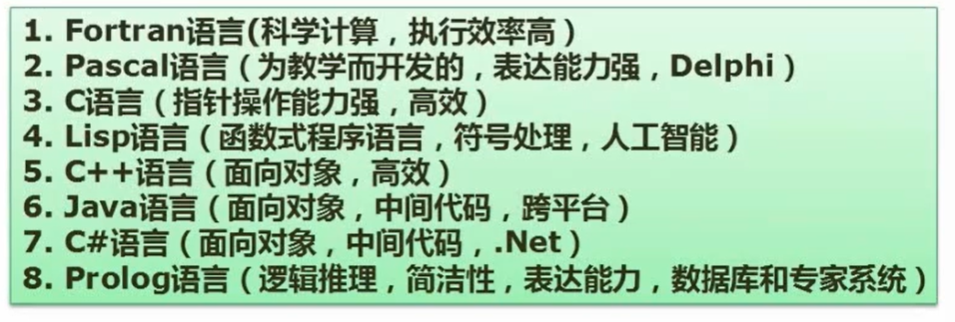 1. Fortran语言(科学计算，执行效率高）
2. Pascal语言（为教学而开发的，表达能力强，Delphi）
3. C语言（指针操作能力强，高效）
4. Lisp语言（函数式程序语言，符号处理，人工智能）
5. C++语言（面向对象，高效）
6. Java语言（面向对象，中间代码，跨平台）
7. C#语言（面向对象，中间代码，.Net）
8. Prolog语言（逻辑推理，简洁性，表达能力，数据库和专家系统）